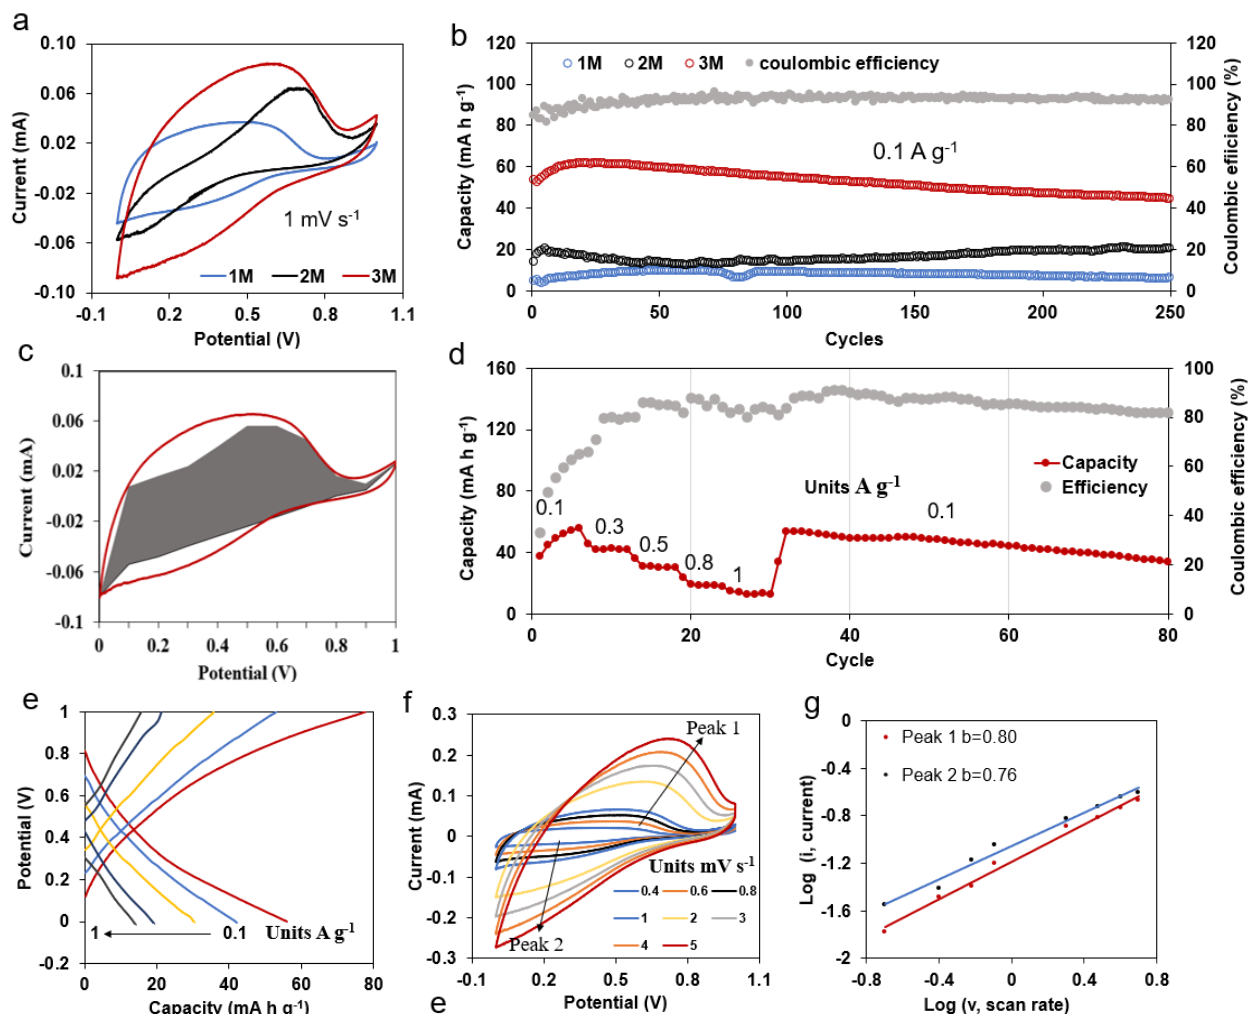 a
0.10
0.06
0.02
-0.02
-0.06
-0.10
Current (mA)
1 mV s-1
1M 2M 3M
-0.1 0.2 0.5 0.8 1.1
Potential (V)
b
120
100
80
60
40
20
0
Capacity (mA h g-1)
1M 2M 3M coulombic efficiency
0.1 A g-1
120
100
80
60
40
20
0
Coulombic efiiciency (%)
0 50 100 150 200 250
Cycles
c
0.1
0.06
0.02
-0.02
-0.06
-0.1
Current (mA)
0 0.2 0.4 0.6 0.8 1
Potential (V)
d
160
120
80
40
0
Capacity (mA h g-1)
0.1
0.3
0.5
0.8
1
0.1
Units A g-1
Capacity
Efficiency
100
80
60
40
20
0
Coulombic efficiency (%)
0 20 40 60 80
Cycle
e
1
0.8
0.6
0.4
0.2
0
-0.2
Potential (V)
1 0.1 Units A g-1
0 20 40 60 80
Capacity (mA h g-1)
f
0.3
0.2
0.1
0
-0.1
-0.2
-0.3
Current (mA)
Peak 1
Peak 2
Units mV s-1
0.4 0.6 0.8
1 2 3
4 5
-0.1 0.2 0.5 0.8 1.1
Potential (V)
e
g
0
-0.4
-0.8
-1.2
-1.6
-2
Log (i, current)
Peak 1 b=0.80
Peak 2 b=0.76
-0.8 -0.4 0 0.4 0.8
Log (v, scan rate)